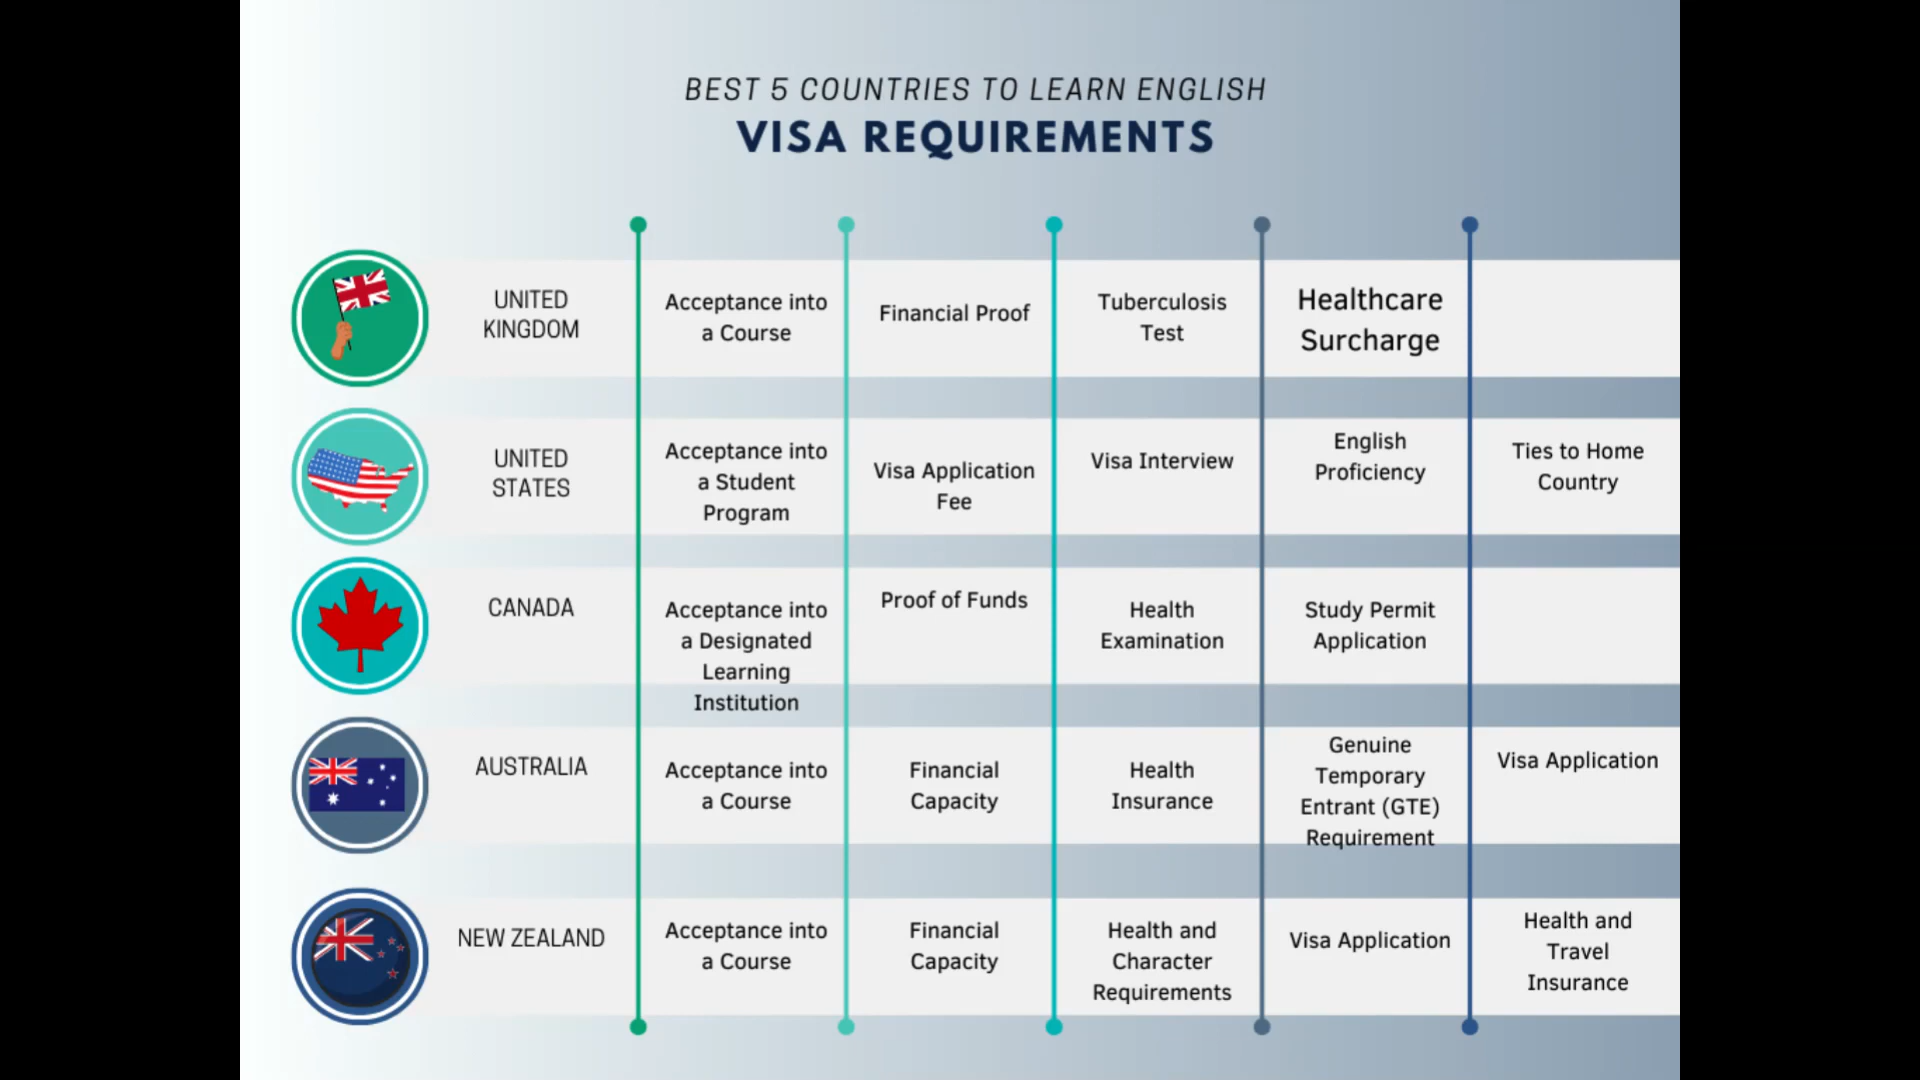 BEST 5 COUNTRIES TO LEARN ENGLISH
VISA REQUIREMENTS
UNITED
KINGDOM
Acceptance into
a Course
Financial Proof
Tuberculosis
Test
Healthcare
Surcharge
UNITED
STATES
Acceptance into
a Student
Program
Visa Application
Fee
Visa Interview
English
Proficiency
Ties to Home
Country
CANADA
Acceptance into
a Designated
Learning
Institution
Proof of Funds
Health
Examination
Study Permit
Application
AUSTRALIA
Acceptance into
a Course
Financial
Capacity
Health
Insurance
Genuine
Temporary
Entrant (GTE)
Requirement
Visa Application
NEW ZEALAND
Acceptance into
a Course
Financial
Capacity
Health and
Character
Requirements
Visa Application
Health and
Travel
Insurance